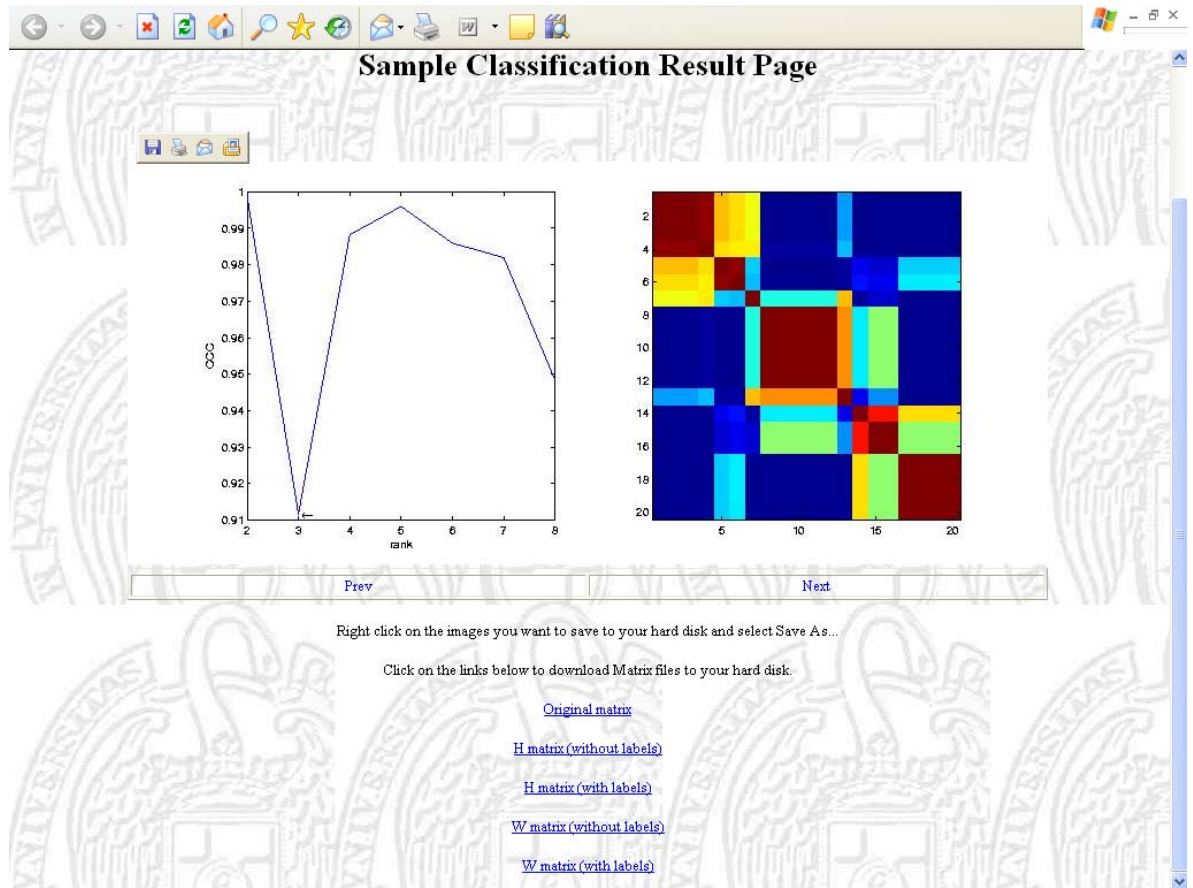 Sample Classification Result Page
1
0.99
0.98
0.97
0.96
0.95
0.94
0.93
0.92
0.91
CCC
2 3 4 5 6 7 8
rank
2
4
6
8
10
12
14
16
18
20
5 10 15 20
Prev Next
Right click on the images you want to save to your hard disk and select Save As...
Click on the links below to download Matrix files to your hard disk.
Original matrix
H matrix (without labels)
H matrix (with labels)
W matrix (without labels)
W matrix (with labels)